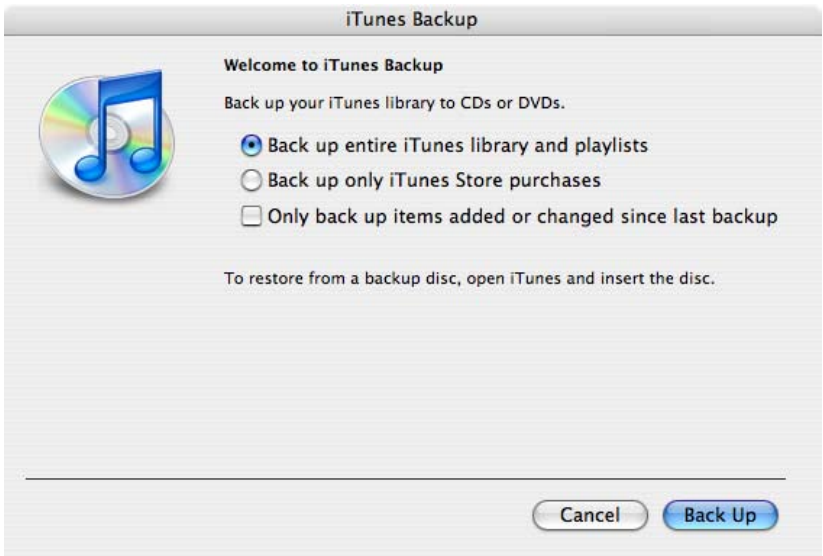 iTunes Backup
Welcome to iTunes Backup
Back up your iTunes library to CDs or DVDs.
Back up entire iTunes library and playlists
Back up only iTunes Store purchases
Only back up items added or changed since last backup
To restore from a backup disc, open iTunes and insert the disc.
Cancel
Back Up